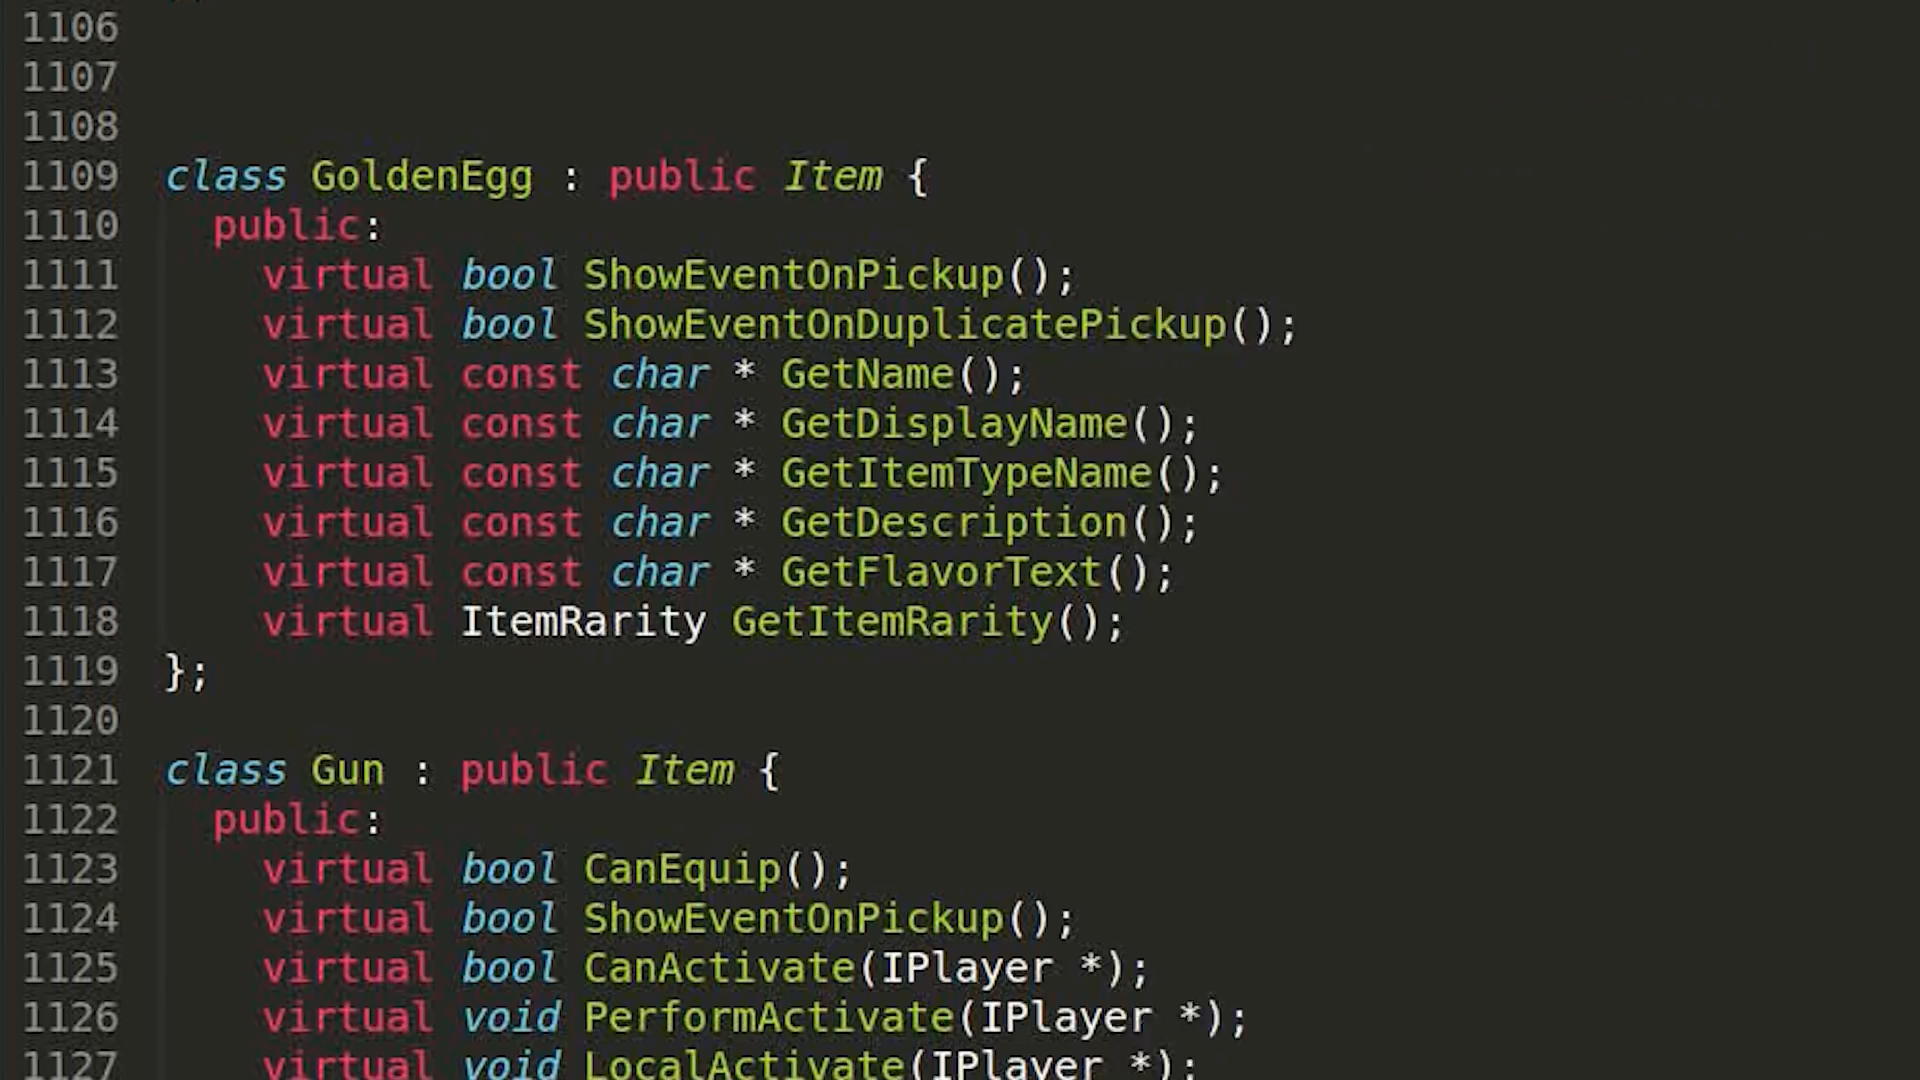 1106
1107
1108
1109 class GoldenEgg : public Item {
1110 public:
1111 virtual bool ShowEventOnPickup();
1112 virtual bool ShowEventOnDuplicatePickup();
1113 virtual const char * GetName();
1114 virtual const char * GetDisplayName();
1115 virtual const char * GetItemTypeName();
1116 virtual const char * GetDescription();
1117 virtual const char * GetFlavorText();
1118 virtual ItemRarity GetItemRarity();
1119 };
1120
1121 class Gun : public Item {
1122 public:
1123 virtual bool CanEquip();
1124 virtual bool ShowEventOnPickup();
1125 virtual bool CanActivate(IPlayer *);
1126 virtual void PerformActivate(IPlayer *);
1127 virtual void LocalActivate(IPlayer *);